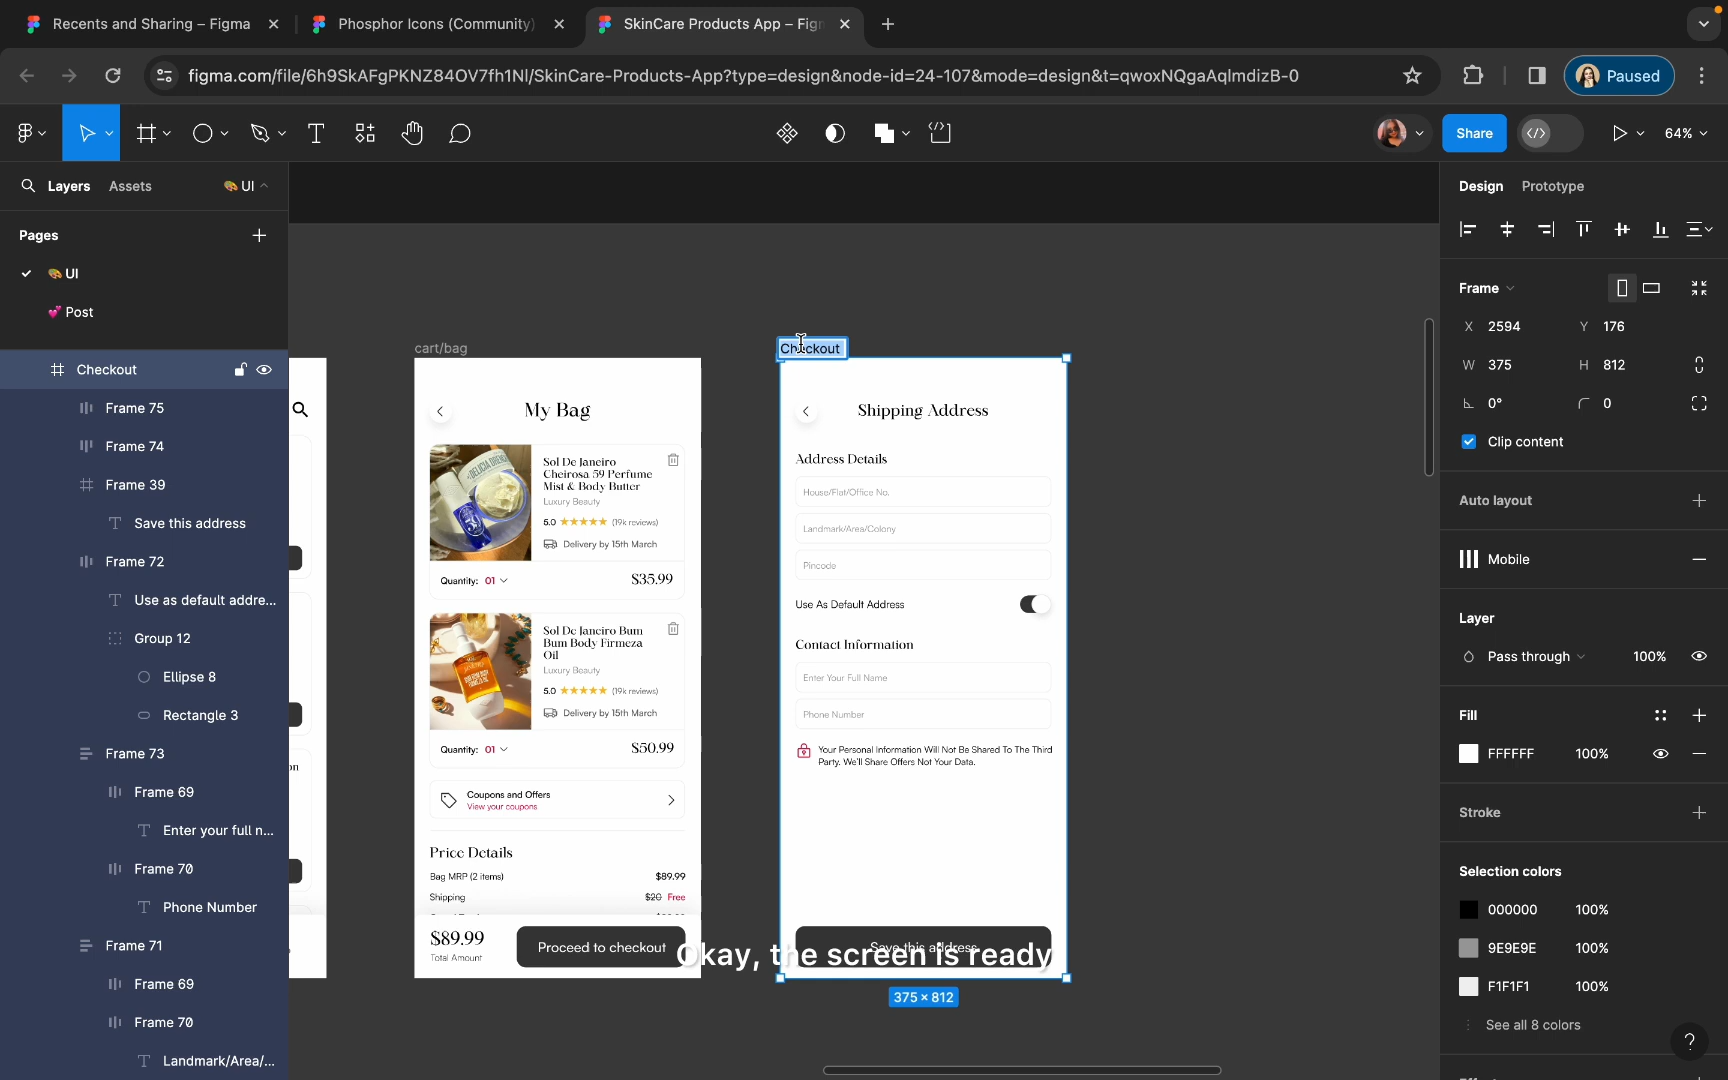 Recents and Sharing – Figma
Phosphor Icons (Community)
SkinCare Products App – Figm
figma.com/file/6h9SkAFgPKNZ84OV7fh1Nl/SkinCare-Products-App?type=design&node-id=24-107&mode=design&t=qwoxNQgaAqlmdizB-0
Paused
Share
64%
Layers
Assets
UI
Pages
UI
Post
Checkout
Frame 75
Frame 74
Frame 39
Save this address
Frame 72
Use as default addre...
Group 12
Ellipse 8
Rectangle 3
Frame 73
Frame 69
Enter your full n...
Frame 70
Phone Number
Frame 71
Frame 69
Frame 70
Landmark/Area/...
on
cart/bag
My Bag
Sol De Janeiro
Cheirosa 59 Perfume
Mist & Body Butter
Luxury Beauty
5.0 ★★★★★ (19k reviews)
Delivery by 15th March
Quantity: 01
$35.99
Sol De Janeiro Bum
Bum Body Firmeza
Oil
Luxury Beauty
5.0 ★★★★★ (19k reviews)
Delivery by 15th March
Quantity: 01
$50.99
Coupons and Offers
View your coupons
Price Details
Bag MRP (2 items) $89.99
Shipping $20 Free
$89.99
Total Amount
Proceed to checkout
Checkout
Shipping Address
Address Details
House/Flat/Office No.
Landmark/Area/Colony
Pincode
Use As Default Address
Contact Information
Enter Your Full Name
Phone Number
Your Personal Information Will Not Be Shared To The Third
Party. We'll Share Offers Not Your Data.
Save this address
Okay, the screen is ready
375 × 812
Design
Prototype
Frame
X 2594
Y 176
W 375
H 812
0°
0
Clip content
Auto layout
Mobile
Layer
Pass through
100%
Fill
FFFFFF
100%
Stroke
Selection colors
000000 100%
9E9E9E 100%
F1F1F1 100%
See all 8 colors
?